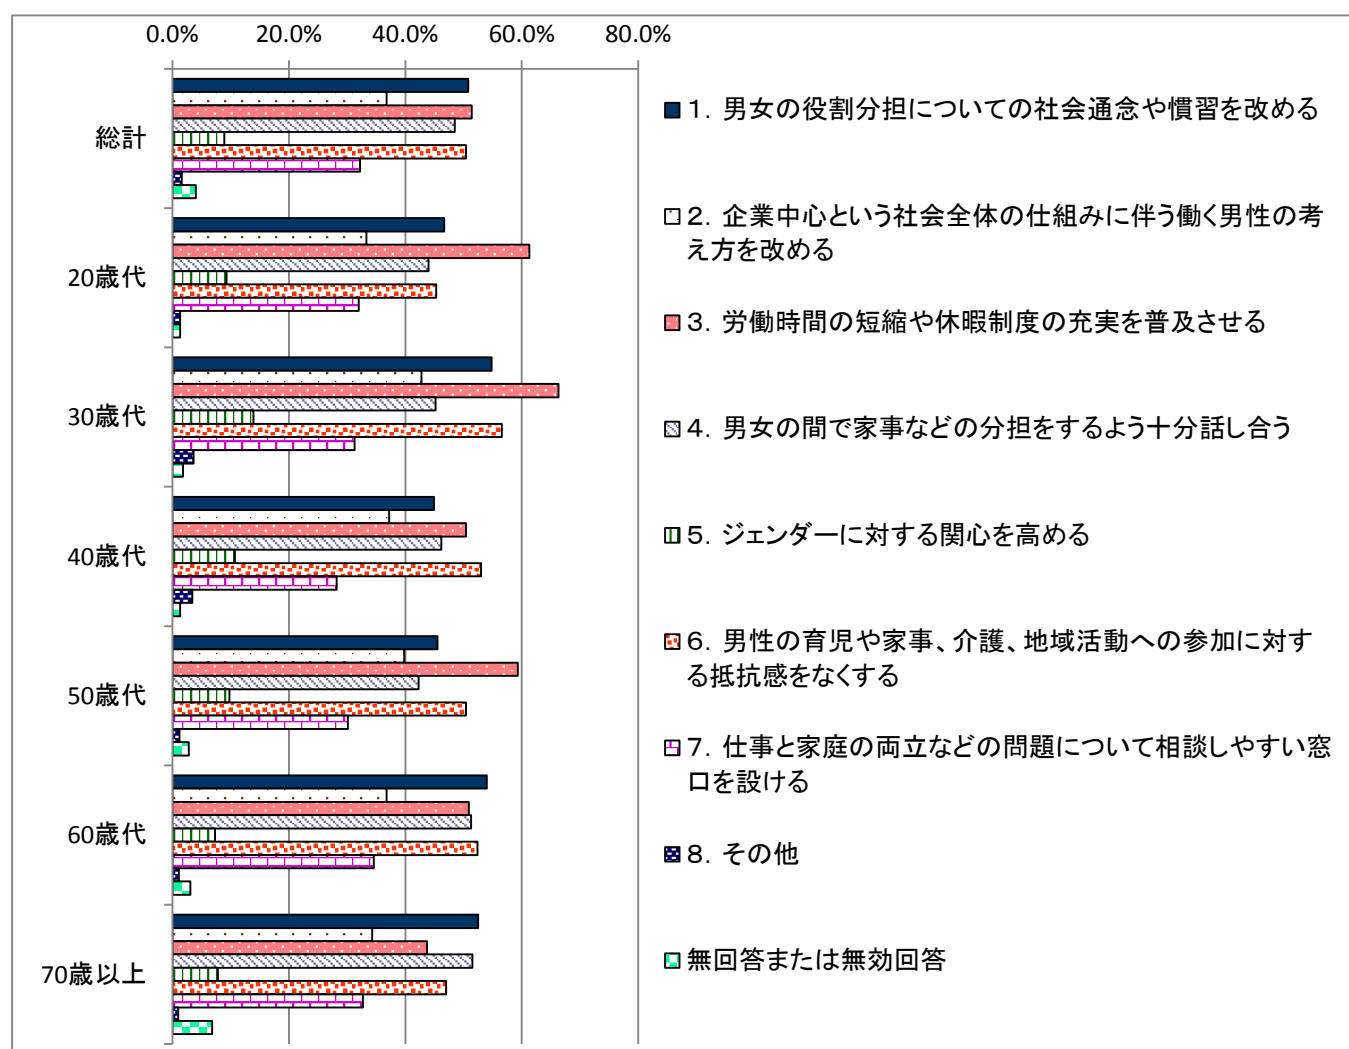 0.0% 20.0% 40.0% 60.0% 80.0%
総計
20歳代
30歳代
40歳代
50歳代
60歳代
70歳以上
1．男女の役割分担についての社会通念や慣習を改める
2．企業中心という社会全体の仕組みに伴う働く男性の考
え方を改める
3．労働時間の短縮や休暇制度の充実を普及させる
4．男女の間で家事などの分担をするよう十分話し合う
5．ジェンダーに対する関心を高める
6．男性の育児や家事、介護、地域活動への参加に対す
る抵抗感をなくする
7．仕事と家庭の両立などの問題について相談しやすい窓
口を設ける
8．その他
無回答または無効回答